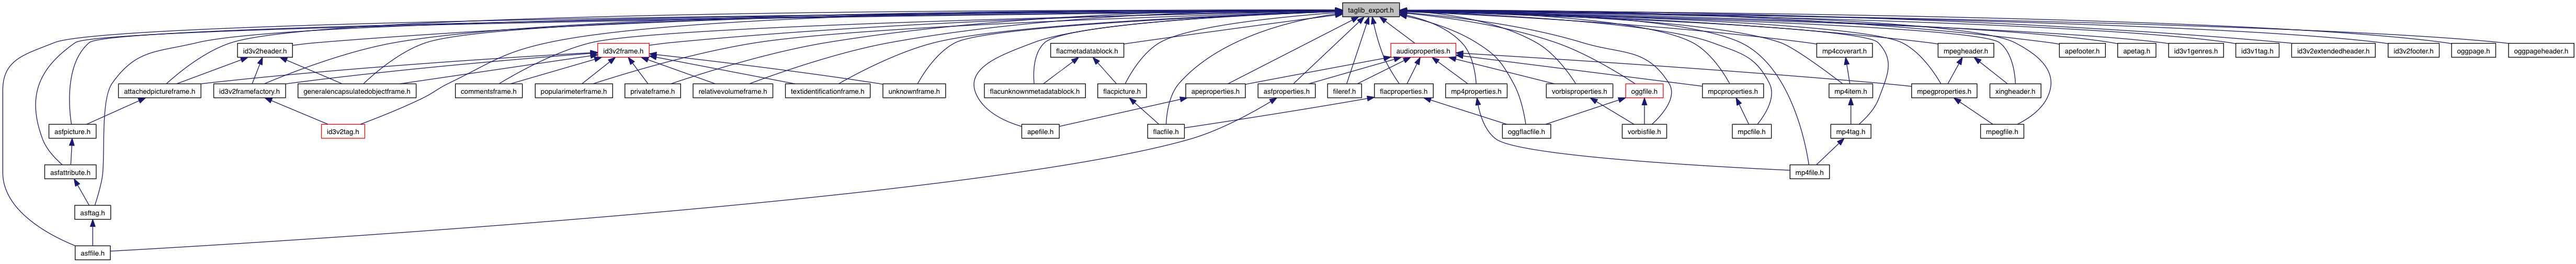 taglib_export.h
id3v2header.h
id3v2frame.h
flacmetadatablock.h
audioproperties.h
mp4coverart.h
mpegheader.h
apefooter.h
apetag.h
id3v1genres.h
id3v1tag.h
id3v2extendedheader.h
id3v2footer.h
oggpage.h
oggpageheader.h
attachedpictureframe.h
id3v2framefactory.h
generalencapsulatedobjectframe.h
commentsframe.h
popularimeterframe.h
privateframe.h
relativevolumeframe.h
textidentificationframe.h
unknownframe.h
flacunknownmetadatablock.h
flacpicture.h
apeproperties.h
asfproperties.h
fileref.h
flacproperties.h
mp4properties.h
vorbisproperties.h
oggfile.h
mpcproperties.h
mp4item.h
mpegproperties.h
xingheader.h
asfpicture.h
id3v2tag.h
apefile.h
flacfile.h
oggflacfile.h
vorbisfile.h
mpcfile.h
mp4tag.h
mpegfile.h
asfattribute.h
mp4file.h
asftag.h
asffile.h